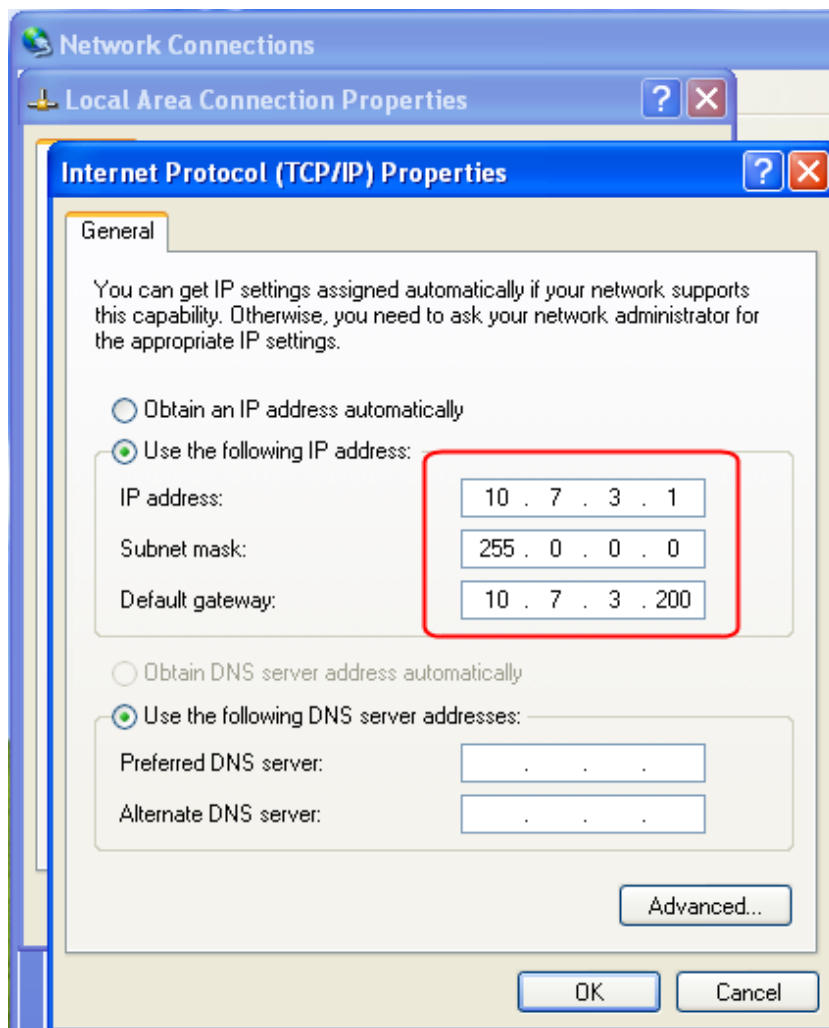 Network Connections
Local Area Connection Properties
Internet Protocol (TCP/IP) Properties
General
You can get IP settings assigned automatically if your network supports
this capability. Otherwise, you need to ask your network administrator for
the appropriate IP settings.
Obtain an IP address automatically
Use the following IP address:
IP address: 10 . 7 . 3 . 1
Subnet mask: 255 . 0 . 0 . 0
Default gateway: 10 . 7 . 3 . 200
Obtain DNS server address automatically
Use the following DNS server addresses:
Preferred DNS server: . . .
Alternate DNS server: . . .
Advanced...
OK Cancel